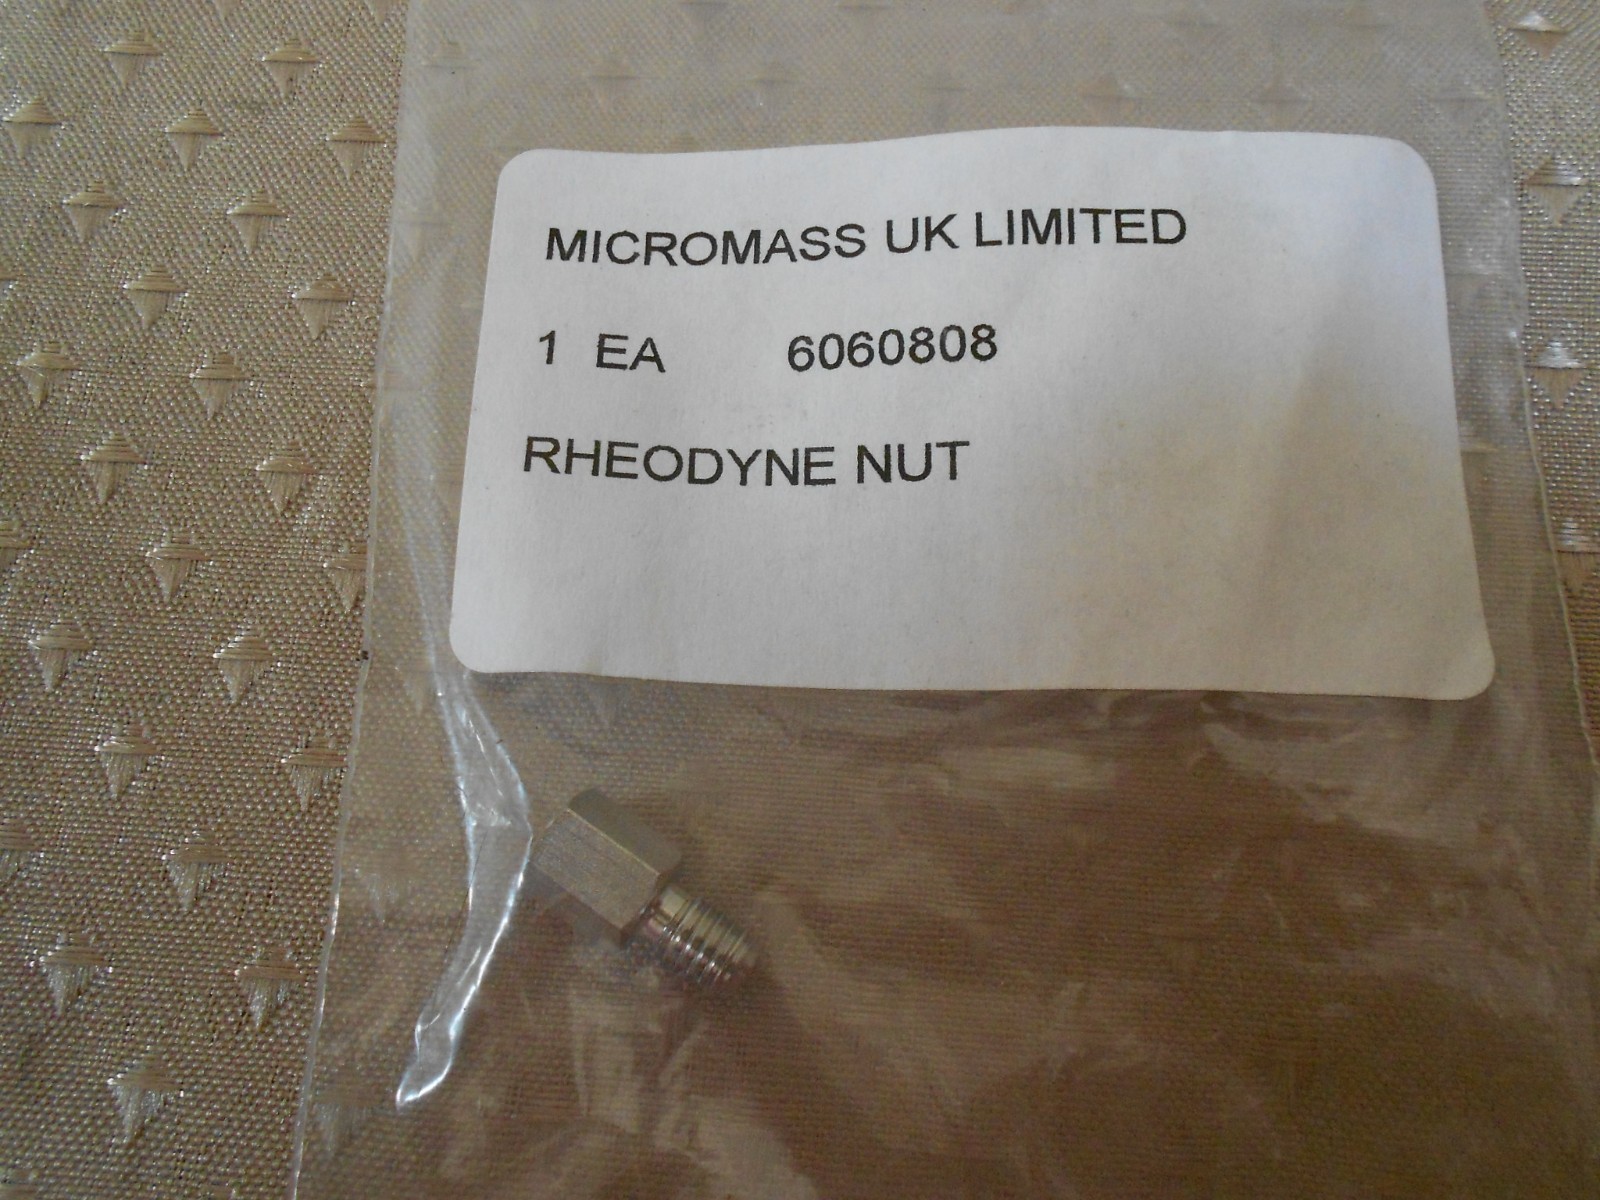 MICROMASS UK LIMITED
1 EA 6060808
RHEODYNE NUT